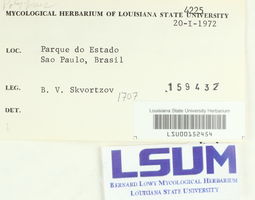 4225
MYCOLOGICAL HERBARIUM OF LOUISIANA STATE UNIVERSITY
20-I-1972
LOC. Parque do Estado
Sao Paulo, Brasil
LEG. B. V. Skvortzov 1707
159432
DET.
Louisiana State University Herbarium
LSU00152454
LSUM
BERNARD LOWY MYCOLOGICAL HERBARIUM
LOUISIANA STATE UNIVERSITY